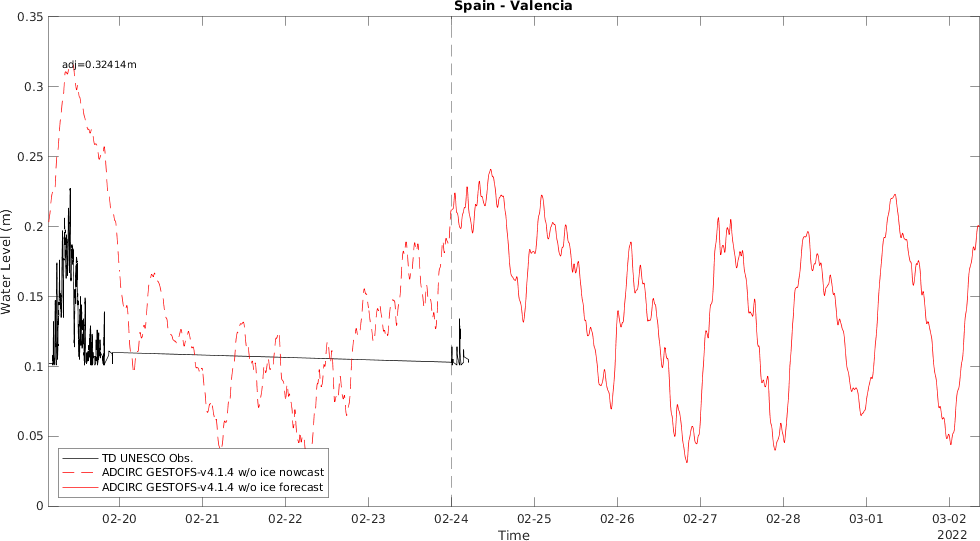 Spain - Valencia
adj=0.32414m
Water Level (m)
0.35
0.3
0.25
0.2
0.15
0.1
0.05
0
TD UNESCO Obs.
ADCIRC GESTOFS-v4.1.4 w/o ice nowcast
ADCIRC GESTOFS-v4.1.4 w/o ice forecast
02-20 02-21 02-22 02-23 02-24 02-25 02-26 02-27 02-28 03-01 03-02
Time
2022